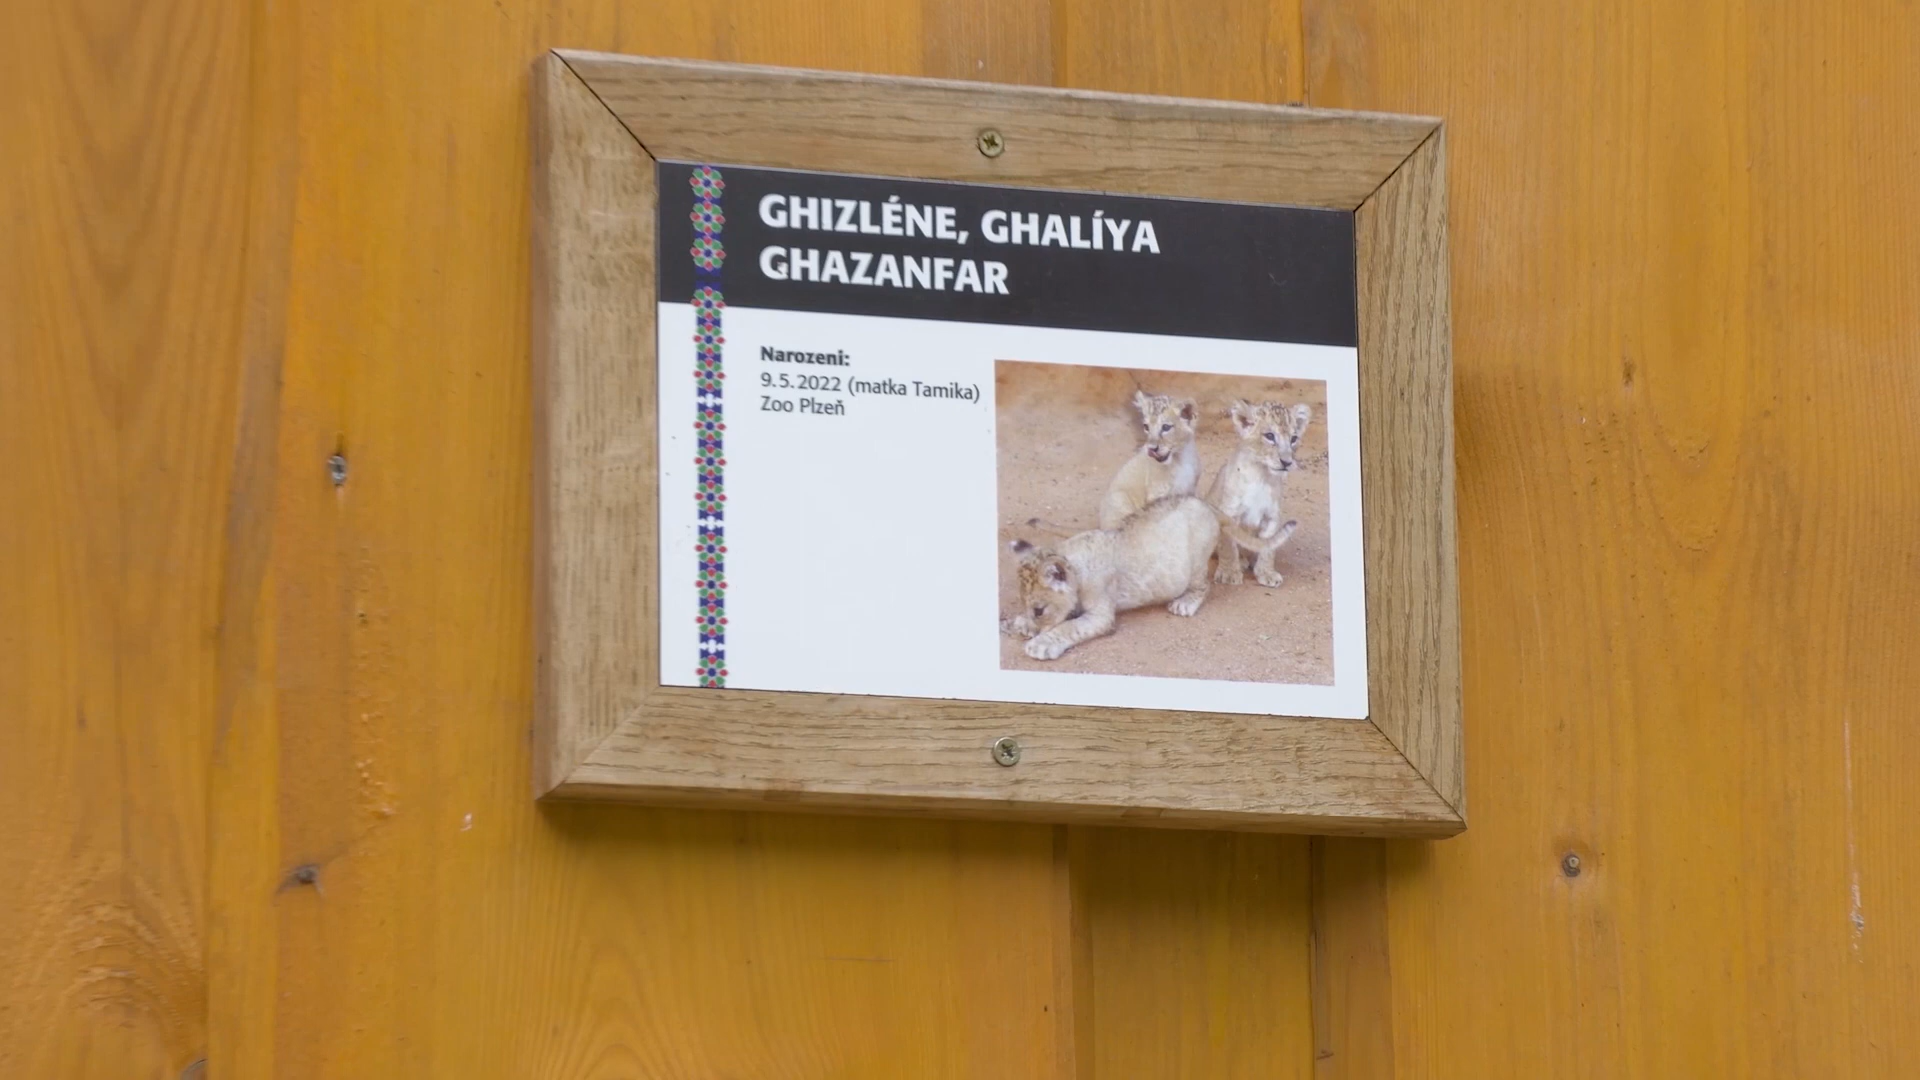 GHIZLÉNE, GHALÍYA
GHAZANFAR
Narozeni:
9.5.2022 (matka Tamika)
Zoo Plzeň